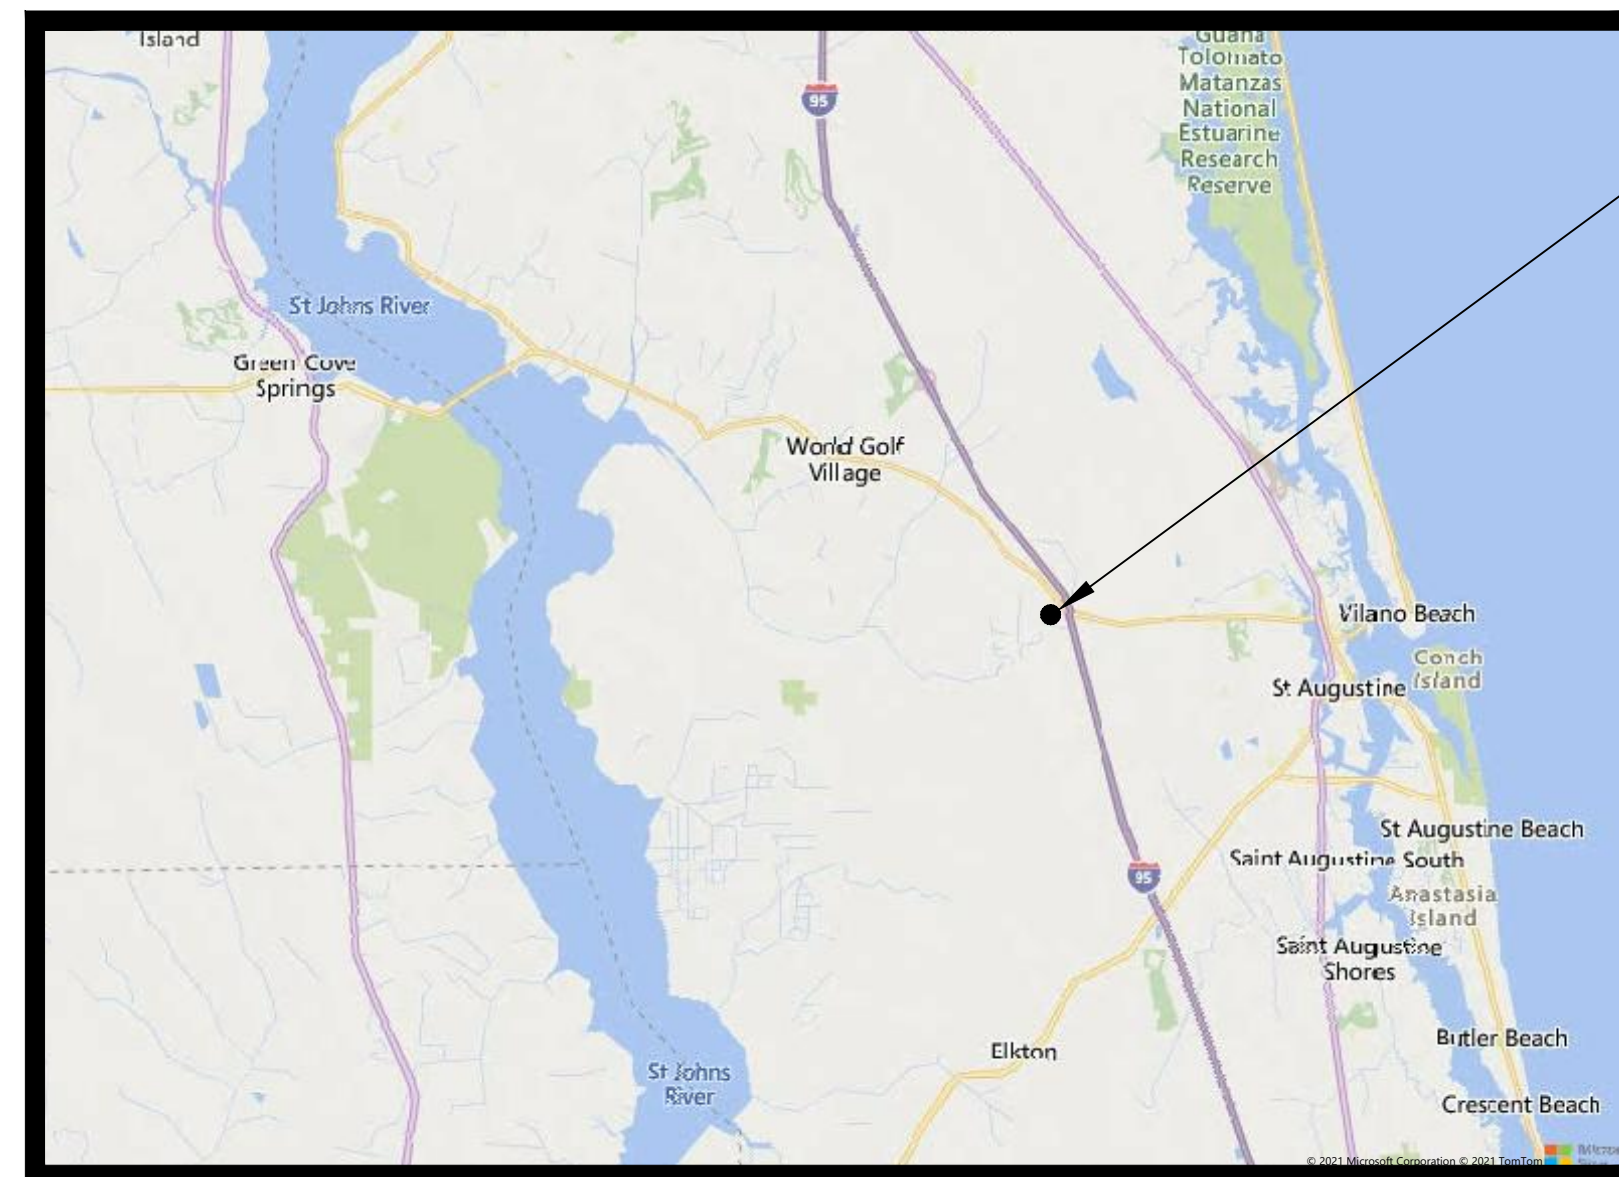 Island
95
Guana
Tolomato
Matanzas
National
Estuarine
Research
Reserve
St Johns River
Green Cove
Springs
World Golf
Village
Vilano Beach
Conch
Island
St Augustine
St Augustine Beach
Saint Augustine South
95
Anastasia
Island
Saint Augustine
Shores
Butler Beach
Elkton
St Johns
River
Crescent Beach
© 2021 Microsoft Corporation © 2021 TomTom